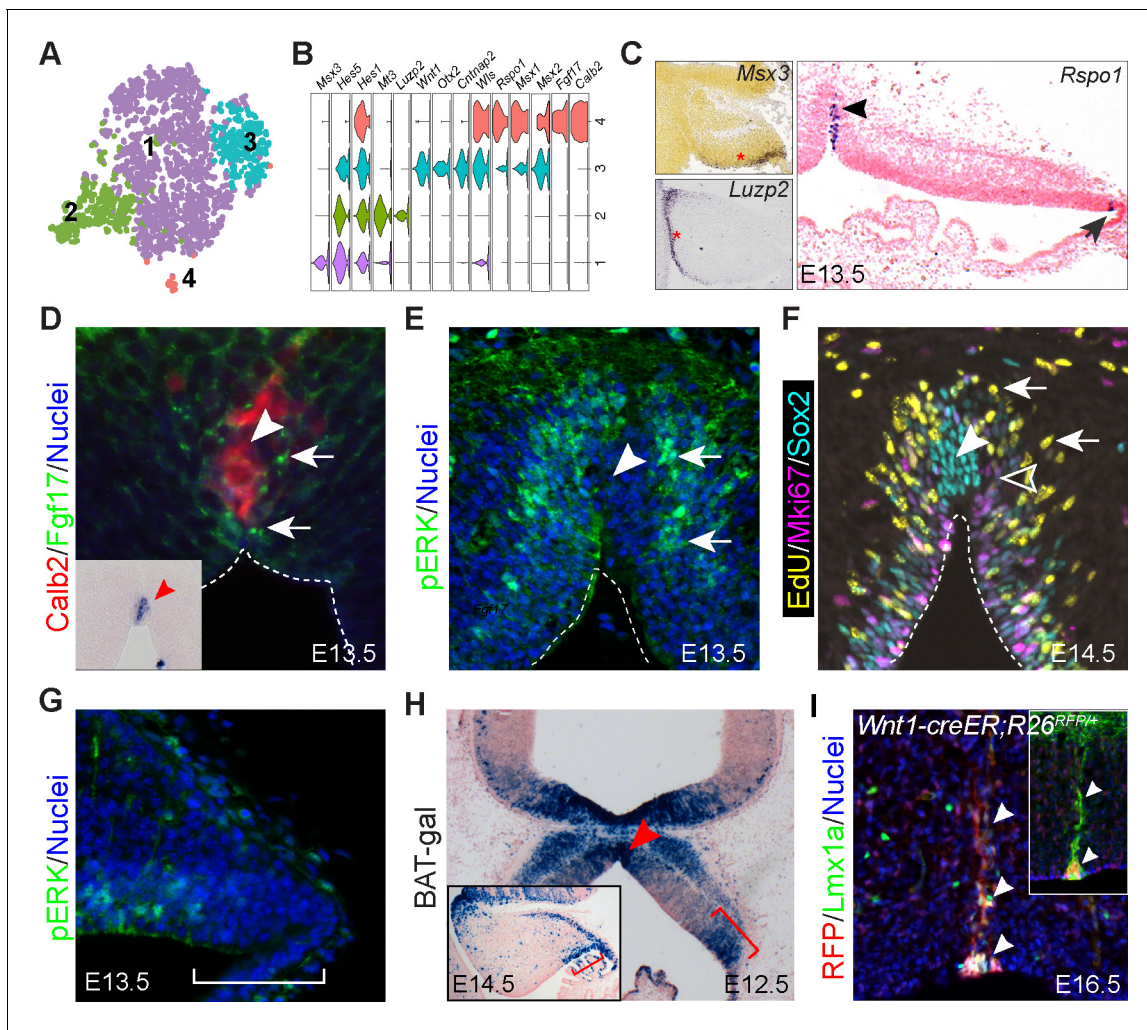 A
1
2
3
4
B
Msx3
Hes5
Hes1
Mt3
Luzp2
Wnt1
Otx2
Cntnap2
Wls
Rspo1
Msx1
Msx2
Fgf17
Calb2
4
3
2
1
C
Msx3
*
Luzp2
*
Rspo1
E13.5
D
Calb2/Fgf17/Nuclei
E13.5
E
pERK/Nuclei
Fgf17
E13.5
F
EdU/Mki67/Sox2
E14.5
G
pERK/Nuclei
E13.5
H
BAT-gal
E14.5
E12.5
I
Wnt1-creER;R26RFP/+
RFP/Lmx1a/Nuclei
E16.5